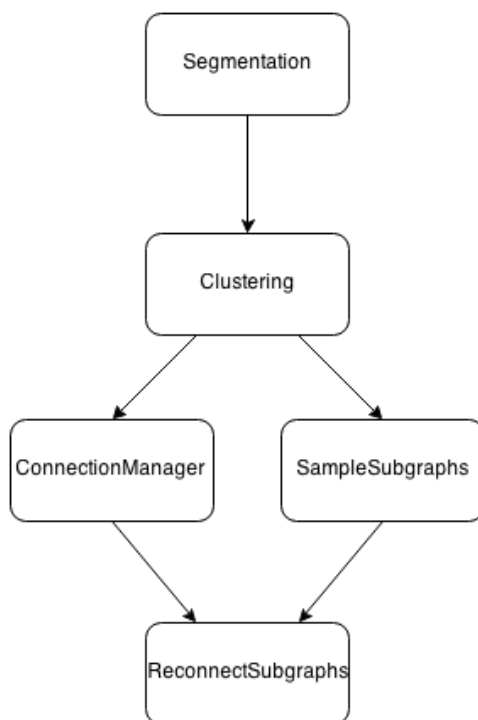 Segmentation
Clustering
ConnectionManager
SampleSubgraphs
ReconnectSubgraphs